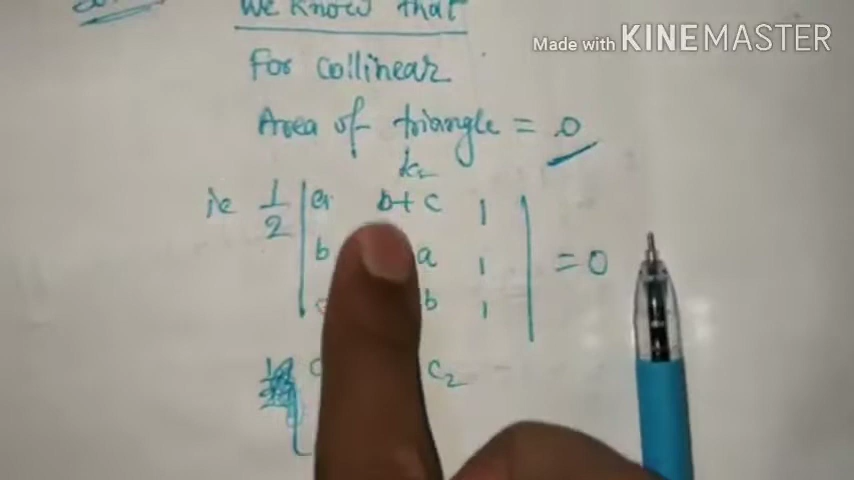 Made with KINEMASTER
We know that
For collinear
Area of triangle = 0
ie 1/2 | a b+c 1 |
b a 1 = 0
b 1
c₂